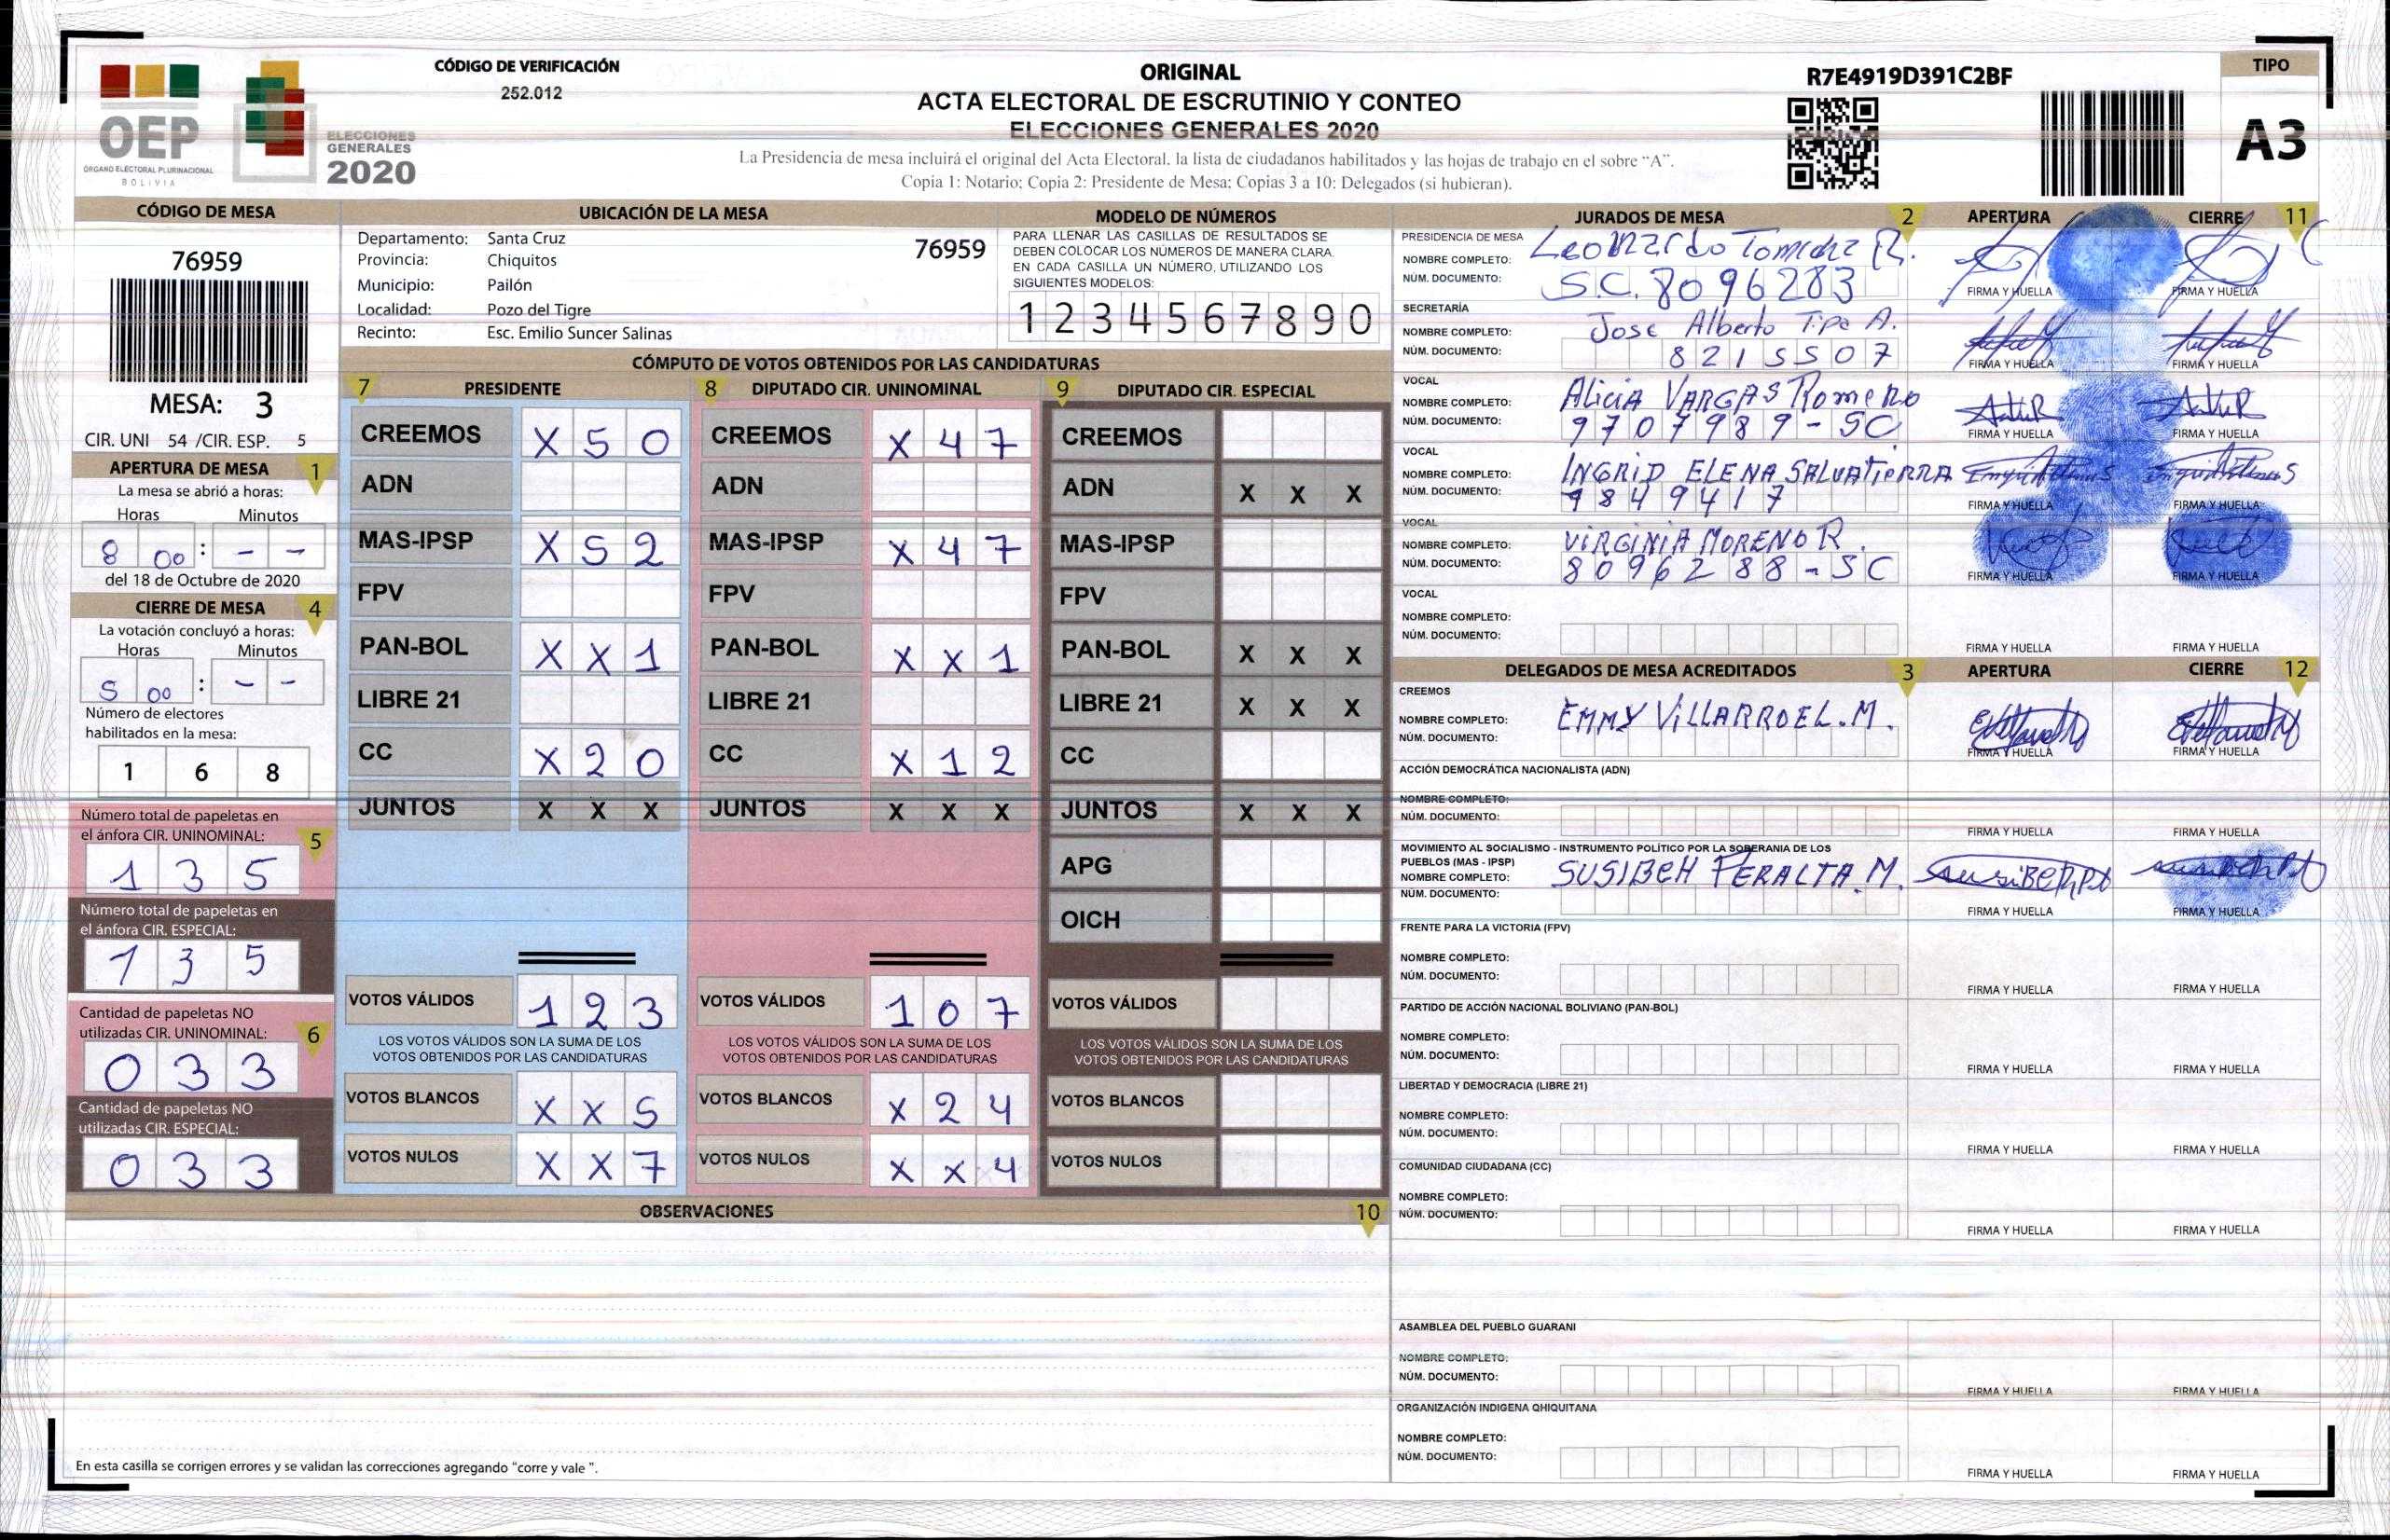 CÓDIGO DE VERIFICACIÓN
252.012
OEP
ÓRGANO ELECTORAL PLURINACIONAL
BOLIVIA
ELECCIONES
GENERALES
2020
ORIGINAL
ACTA ELECTORAL DE ESCRUTINIO Y CONTEO
ELECCIONES GENERALES 2020
La Presidencia de mesa incluirá el original del Acta Electoral. la lista de ciudadanos habilitados y las hojas de trabajo en el sobre “A”.
Copia 1: Notario; Copia 2: Presidente de Mesa; Copias 3 a 10: Delegados (si hubieran).
R7E4919D391C2BF
TIPO
A3
CÓDIGO DE MESA
76959
MESA: 3
CIR. UNI 54 /CIR. ESP. 5
APERTURA DE MESA 1
La mesa se abrió a horas:
Horas Minutos
8 00 : - -
del 18 de Octubre de 2020
CIERRE DE MESA 4
La votación concluyó a horas:
Horas Minutos
5 00 : - -
Número de electores
habilitados en la mesa:
1 6 8
Número total de papeletas en
el ánfora CIR. UNINOMINAL: 5
1 3 5
Número total de papeletas en
el ánfora CIR. ESPECIAL:
1 3 5
Cantidad de papeletas NO
utilizadas CIR. UNINOMINAL: 6
0 3 3
Cantidad de papeletas NO
utilizadas CIR. ESPECIAL:
0 3 3
UBICACIÓN DE LA MESA
Departamento: Santa Cruz 76959
Provincia: Chiquitos
Municipio: Pailón
Localidad: Pozo del Tigre
Recinto: Esc. Emilio Suncer Salinas
MODELO DE NÚMEROS
PARA LLENAR LAS CASILLAS DE RESULTADOS SE
DEBEN COLOCAR LOS NÚMEROS DE MANERA CLARA.
EN CADA CASILLA UN NÚMERO, UTILIZANDO LOS
SIGUIENTES MODELOS:
1 2 3 4 5 6 7 8 9 0
CÓMPUTO DE VOTOS OBTENIDOS POR LAS CANDIDATURAS
7 PRESIDENTE
CREEMOS X 5 0
ADN
MAS-IPSP X 5 2
FPV
PAN-BOL X X 1
LIBRE 21
CC X 2 0
JUNTOS X X X
VOTOS VÁLIDOS 1 2 3
LOS VOTOS VÁLIDOS SON LA SUMA DE LOS
VOTOS OBTENIDOS POR LAS CANDIDATURAS
VOTOS BLANCOS X X 5
VOTOS NULOS X X 7
8 DIPUTADO CIR. UNINOMINAL
CREEMOS X 4 7
ADN
MAS-IPSP X 4 7
FPV
PAN-BOL X X 1
LIBRE 21
CC X 1 2
JUNTOS X X X
VOTOS VÁLIDOS 1 0 7
LOS VOTOS VÁLIDOS SON LA SUMA DE LOS
VOTOS OBTENIDOS POR LAS CANDIDATURAS
VOTOS BLANCOS X 2 4
VOTOS NULOS X X 4
9 DIPUTADO CIR. ESPECIAL
CREEMOS
ADN X X X
MAS-IPSP
FPV
PAN-BOL X X X
LIBRE 21 X X X
CC
JUNTOS X X X
APG
OICH
VOTOS VÁLIDOS
LOS VOTOS VÁLIDOS SON LA SUMA DE LOS
VOTOS OBTENIDOS POR LAS CANDIDATURAS
VOTOS BLANCOS
VOTOS NULOS
OBSERVACIONES 10
En esta casilla se corrigen errores y se validan las correcciones agregando "corre y vale ".
JURADOS DE MESA 2 APERTURA CIERRE 11
PRESIDENCIA DE MESA
NOMBRE COMPLETO: Leonardo R.
NÚM. DOCUMENTO: S.C. 8096283
FIRMA Y HUELLA FIRMA Y HUELLA
SECRETARÍA
NOMBRE COMPLETO: Jose Alberto Tipa A.
NÚM. DOCUMENTO: 8215507
FIRMA Y HUELLA FIRMA Y HUELLA
VOCAL
NOMBRE COMPLETO: Alicia VARGAS Romero
NÚM. DOCUMENTO: 9707989-SC
FIRMA Y HUELLA FIRMA Y HUELLA
VOCAL
NOMBRE COMPLETO: INGRID ELENA SALVATIERRA
NÚM. DOCUMENTO: 9849417
FIRMA Y HUELLA FIRMA Y HUELLA
VOCAL
NOMBRE COMPLETO: VIRGINIA MORENO R.
NÚM. DOCUMENTO: 8096288-SC
FIRMA Y HUELLA FIRMA Y HUELLA
VOCAL
NOMBRE COMPLETO:
NÚM. DOCUMENTO:
FIRMA Y HUELLA FIRMA Y HUELLA
DELEGADOS DE MESA ACREDITADOS 3 APERTURA CIERRE 12
CREEMOS
NOMBRE COMPLETO: EMMY VILLARROEL.M.
NÚM. DOCUMENTO:
FIRMA Y HUELLA FIRMA Y HUELLA
ACCIÓN DEMOCRÁTICA NACIONALISTA (ADN)
NOMBRE COMPLETO:
NÚM. DOCUMENTO:
FIRMA Y HUELLA FIRMA Y HUELLA
MOVIMIENTO AL SOCIALISMO - INSTRUMENTO POLÍTICO POR LA SOBERANIA DE LOS
PUEBLOS (MAS - IPSP)
NOMBRE COMPLETO: SUSIBEH PERALTA.M.
NÚM. DOCUMENTO:
FIRMA Y HUELLA FIRMA Y HUELLA
FRENTE PARA LA VICTORIA (FPV)
NOMBRE COMPLETO:
NÚM. DOCUMENTO:
FIRMA Y HUELLA FIRMA Y HUELLA
PARTIDO DE ACCIÓN NACIONAL BOLIVIANO (PAN-BOL)
NOMBRE COMPLETO:
NÚM. DOCUMENTO:
FIRMA Y HUELLA FIRMA Y HUELLA
LIBERTAD Y DEMOCRACIA (LIBRE 21)
NOMBRE COMPLETO:
NÚM. DOCUMENTO:
FIRMA Y HUELLA FIRMA Y HUELLA
COMUNIDAD CIUDADANA (CC)
NOMBRE COMPLETO:
NÚM. DOCUMENTO:
FIRMA Y HUELLA FIRMA Y HUELLA
ASAMBLEA DEL PUEBLO GUARANI
NOMBRE COMPLETO:
NÚM. DOCUMENTO:
FIRMA Y HUELLA FIRMA Y HUELLA
ORGANIZACIÓN INDIGENA QHIQUITANA
NOMBRE COMPLETO:
NÚM. DOCUMENTO:
FIRMA Y HUELLA FIRMA Y HUELLA